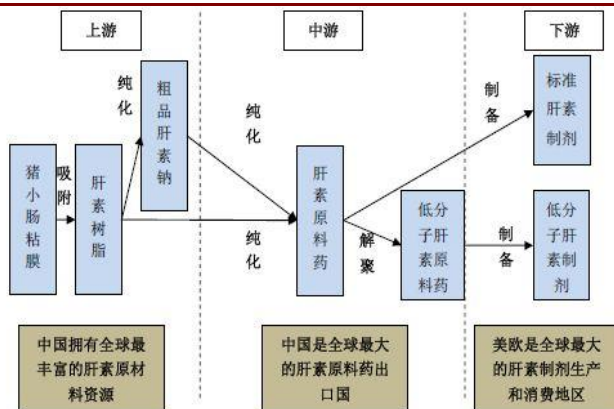 上游
中游
下游
猪小肠粘膜
吸附
肝素树脂
纯化
粗品肝素钠
纯化
纯化
肝素原料药
制备
标准肝素制剂
解聚
低分子肝素原料药
制备
低分子肝素制剂
中国拥有全球最
丰富的肝素原材
料资源
中国是全球最大
的肝素原料药出
口国
美欧是全球最大
的肝素制剂生产
和消费地区